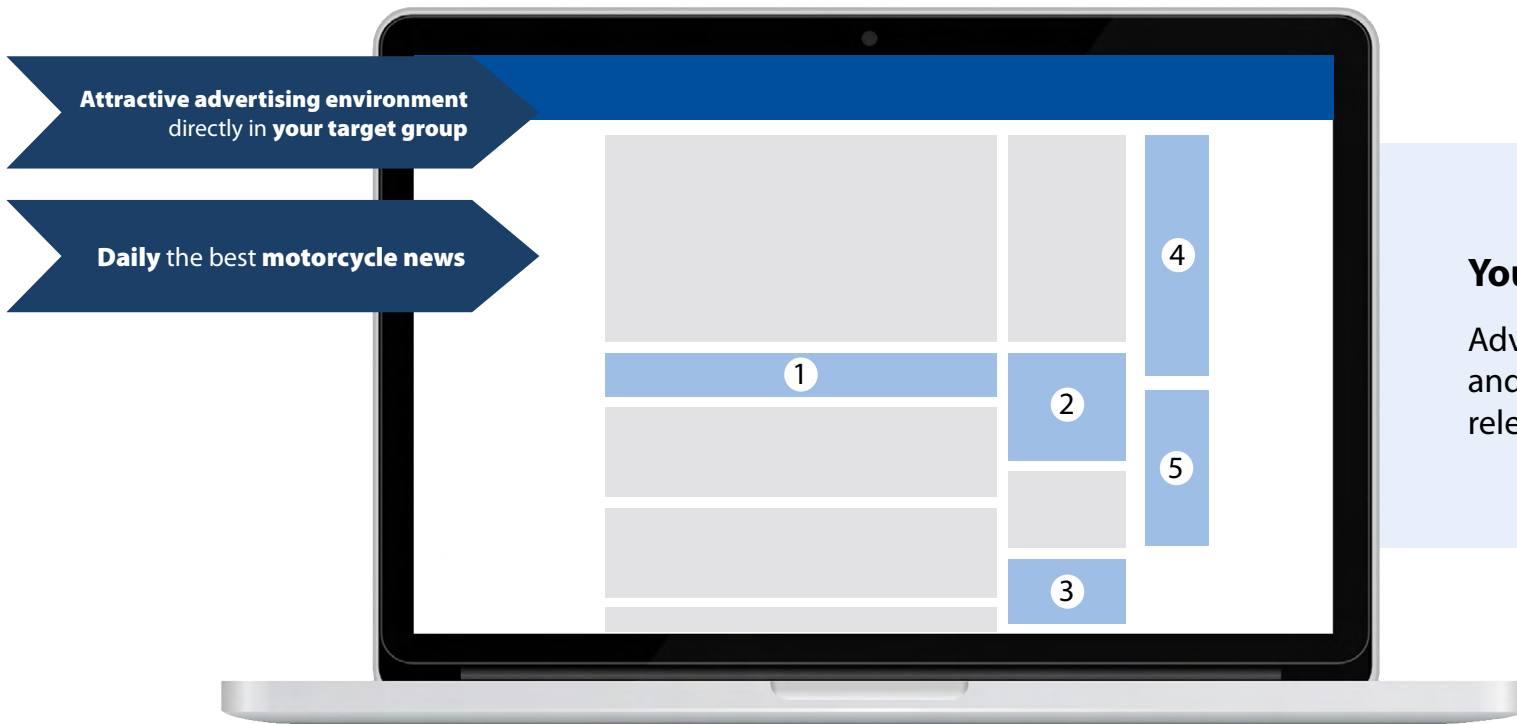 Attractive advertising environment
directly in your target group
Daily the best motorcycle news
4
1
2
5
3